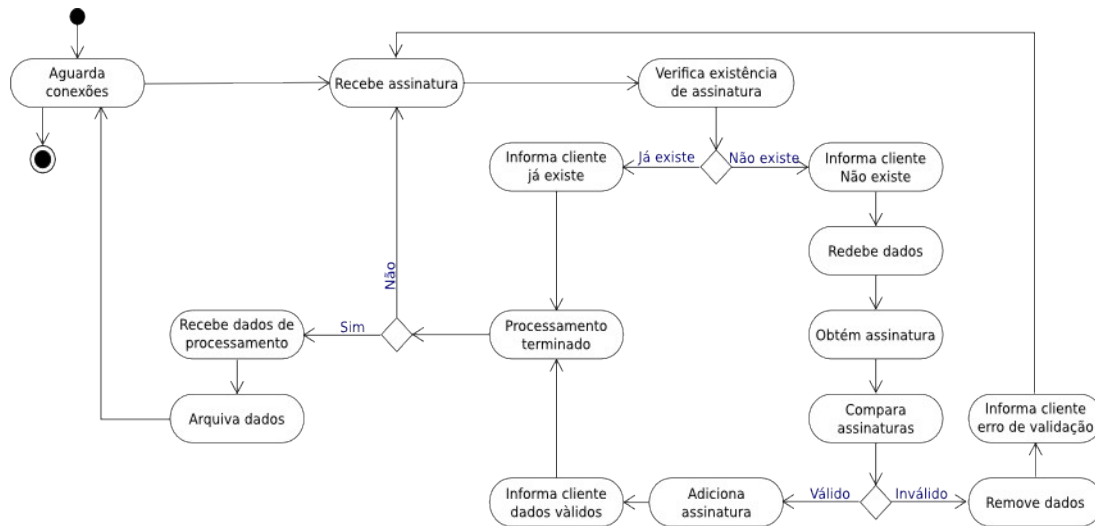 Aguarda
conexões
Recebe assinatura
Verifica existência
de assinatura
Informa cliente
já existe
Já existe
Não existe
Informa cliente
Não existe
Redebe dados
Não
Recebe dados de
processamento
Sim
Processamento
terminado
Obtém assinatura
Arquiva dados
Compara
assinaturas
Informa cliente
erro de validação
Informa cliente
dados vàlidos
Adiciona
assinatura
Válido
Inválido
Remove dados